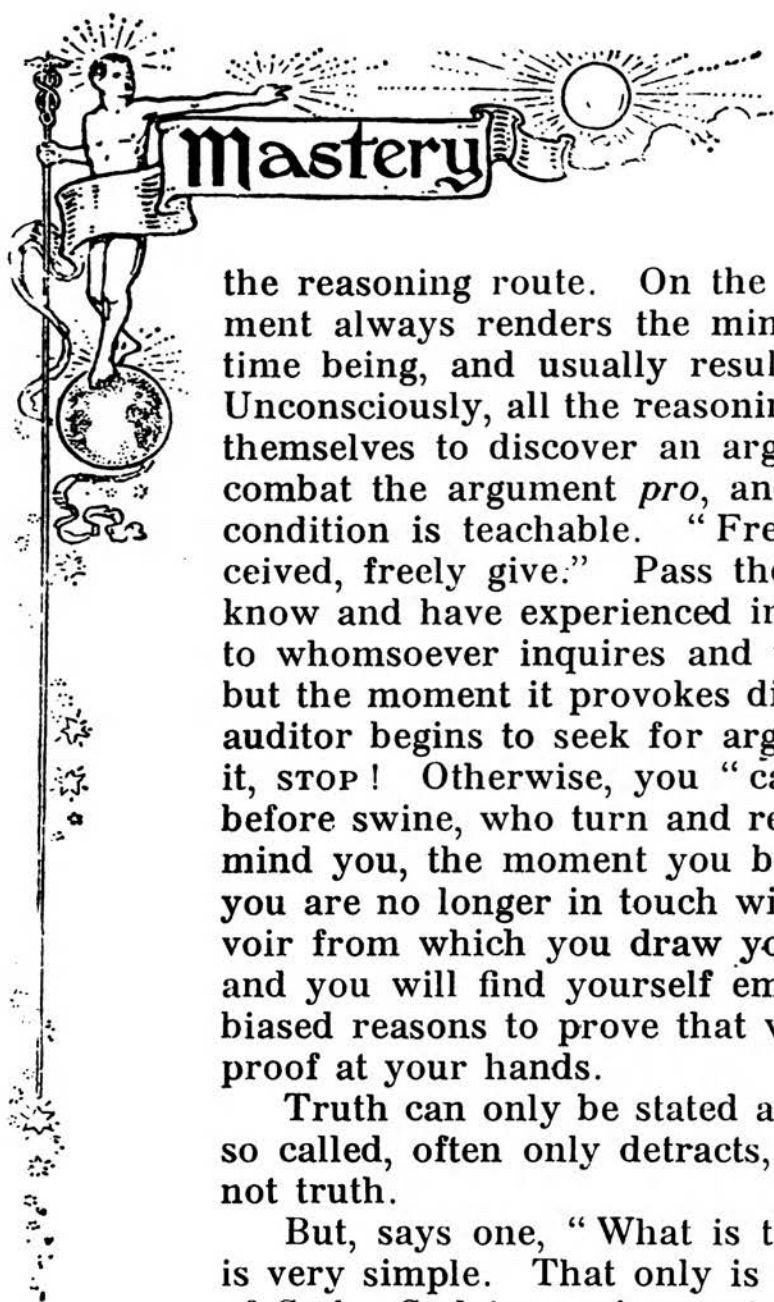 Mastery
the reasoning route. On the
ment always renders the min
time being, and usually resul
Unconsciously, all the reasonin
themselves to discover an arg
combat the argument pro, an
condition is teachable. “Fre
ceived, freely give.” Pass the
know and have experienced in
to whomsoever inquires and
but the moment it provokes di
auditor begins to seek for arg
it, STOP! Otherwise, you “ca
before swine, who turn and re
mind you, the moment you b
you are no longer in touch wi
voir from which you draw yo
and you will find yourself em
biased reasons to prove that
proof at your hands.
Truth can only be stated a
so called, often only detracts,
not truth.
But, says one, “What is t
is very simple. That only is